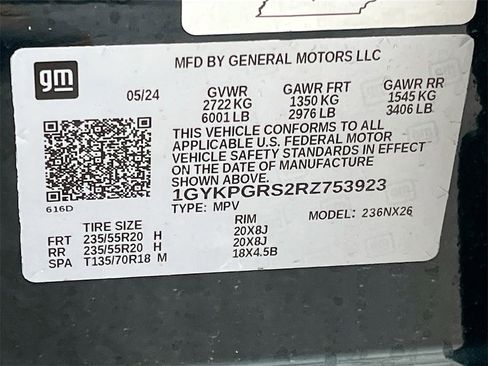 gm
MFD BY GENERAL MOTORS LLC
05/24 GVWR GAWR FRT GAWR RR
2722 KG 1350 KG 1545 KG
6001 LB 2976 LB 3406 LB
THIS VEHICLE CONFORMS TO ALL
APPLICABLE U.S. FEDERAL MOTOR
VEHICLE SAFETY STANDARDS IN EFFECT
ON THE DATE OF MANUFACTURE
SHOWN ABOVE.
1GYKPGRS2RZ753923
616D TYPE: MPV MODEL: 236NX26
TIRE SIZE RIM
FRT 235/55R20 H 20X8J
RR 235/55R20 H 20X8J
SPA T135/70R18 M 18X4.5B